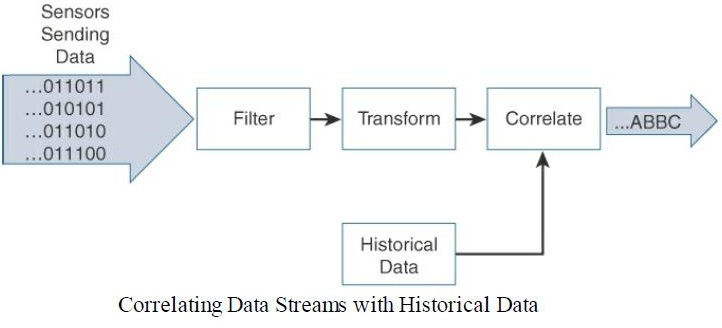 Sensors
Sending
Data
...011011
...010101
...011010
...011100
Filter
Transform
Correlate
...ABBC
Historical
Data
Correlating Data Streams with Historical Data